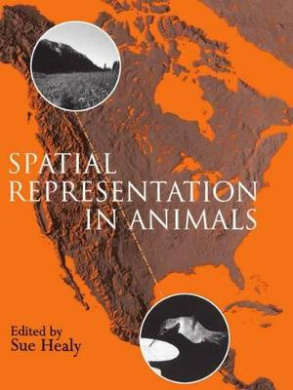 SPATIAL
REPRESENTATION
IN ANIMALS
Edited by
Sue Healy